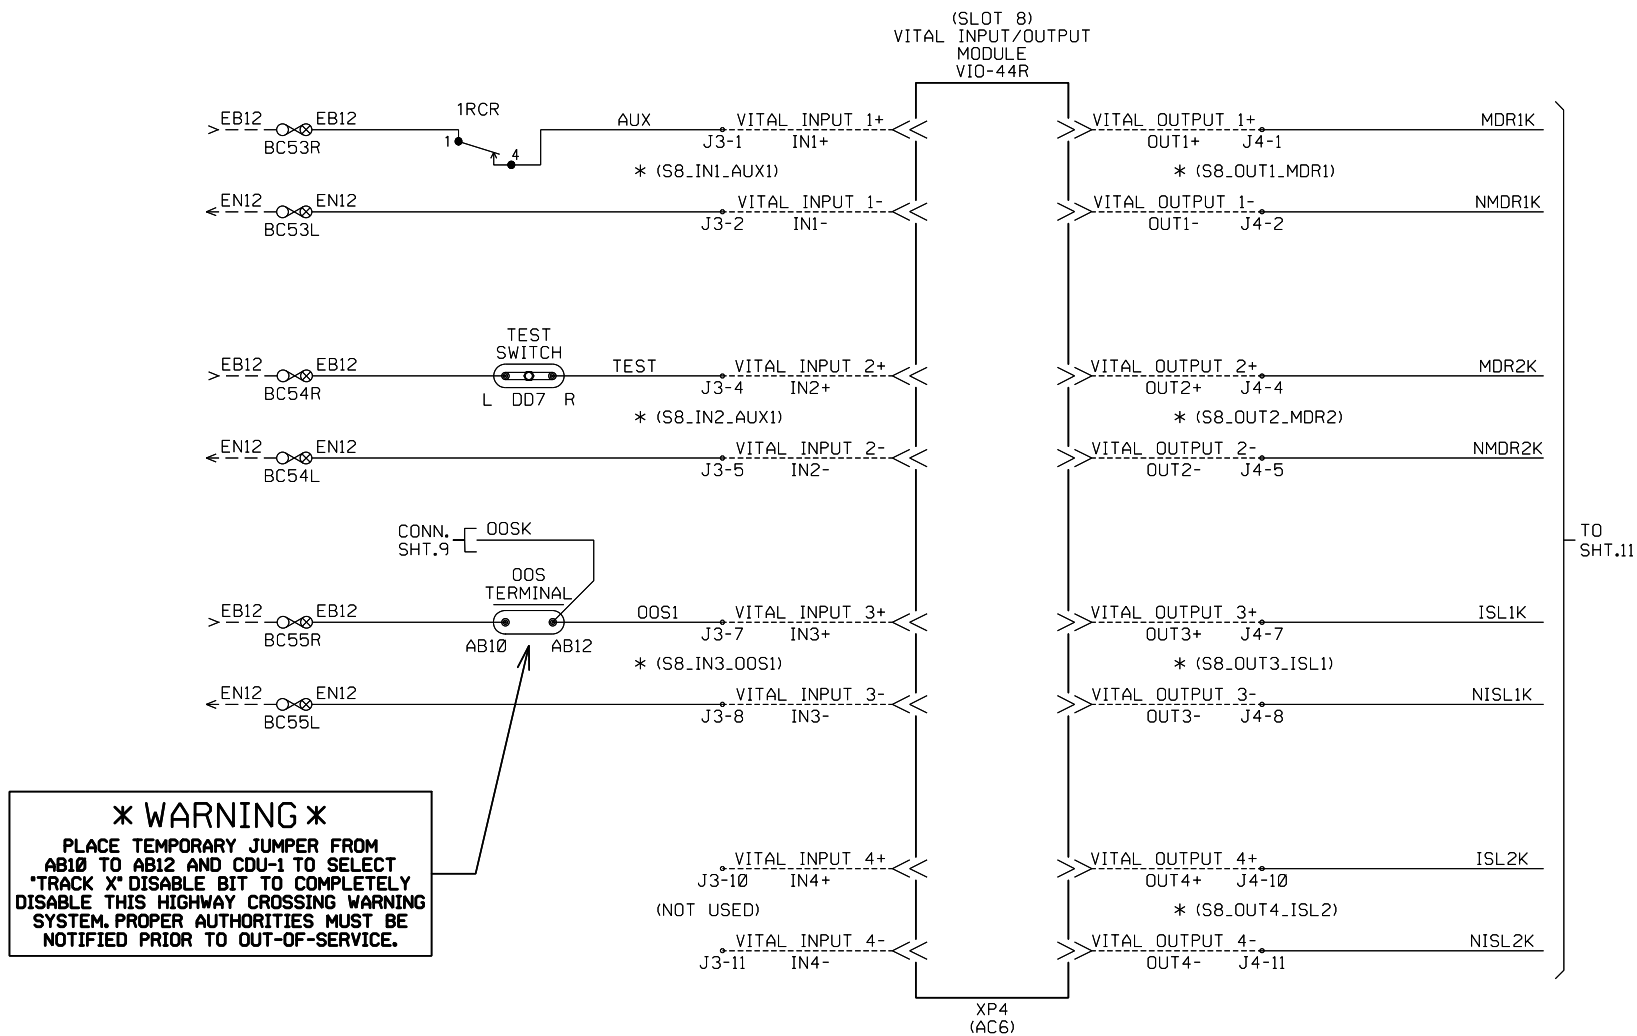 (SLOT 8)
VITAL INPUT/OUTPUT
MODULE
VIO-44R
EB12 EB12
BC53R
1RCR
1
4
AUX
VITAL INPUT 1+
J3-1 IN1+
* (S8_IN1_AUX1)
EN12 EN12
BC53L
VITAL INPUT 1-
J3-2 IN1-
VITAL OUTPUT 1+
OUT1+ J4-1
MDR1K
* (S8_OUT1_MDR1)
VITAL OUTPUT 1-
OUT1- J4-2
NMDR1K
EB12 EB12
BC54R
TEST
SWITCH
L DD7 R
TEST
VITAL INPUT 2+
J3-4 IN2+
* (S8_IN2_AUX1)
EN12 EN12
BC54L
VITAL INPUT 2-
J3-5 IN2-
VITAL OUTPUT 2+
OUT2+ J4-4
MDR2K
* (S8_OUT2_MDR2)
VITAL OUTPUT 2-
OUT2- J4-5
NMDR2K
CONN.
SHT.9
OOSK
OOS
TERMINAL
EB12 EB12
BC55R
AB10 AB12
OOS1
VITAL INPUT 3+
J3-7 IN3+
* (S8_IN3_OOS1)
EN12 EN12
BC55L
VITAL INPUT 3-
J3-8 IN3-
VITAL OUTPUT 3+
OUT3+ J4-7
ISL1K
* (S8_OUT3_ISL1)
VITAL OUTPUT 3-
OUT3- J4-8
NISL1K
TO
SHT.11
* WARNING *
PLACE TEMPORARY JUMPER FROM
AB10 TO AB12 AND CDU-1 TO SELECT
"TRACK X" DISABLE BIT TO COMPLETELY
DISABLE THIS HIGHWAY CROSSING WARNING
SYSTEM. PROPER AUTHORITIES MUST BE
NOTIFIED PRIOR TO OUT-OF-SERVICE.
VITAL INPUT 4+
J3-10 IN4+
(NOT USED)
VITAL INPUT 4-
J3-11 IN4-
VITAL OUTPUT 4+
OUT4+ J4-10
ISL2K
* (S8_OUT4_ISL2)
VITAL OUTPUT 4-
OUT4- J4-11
NISL2K
XP4
(AC6)